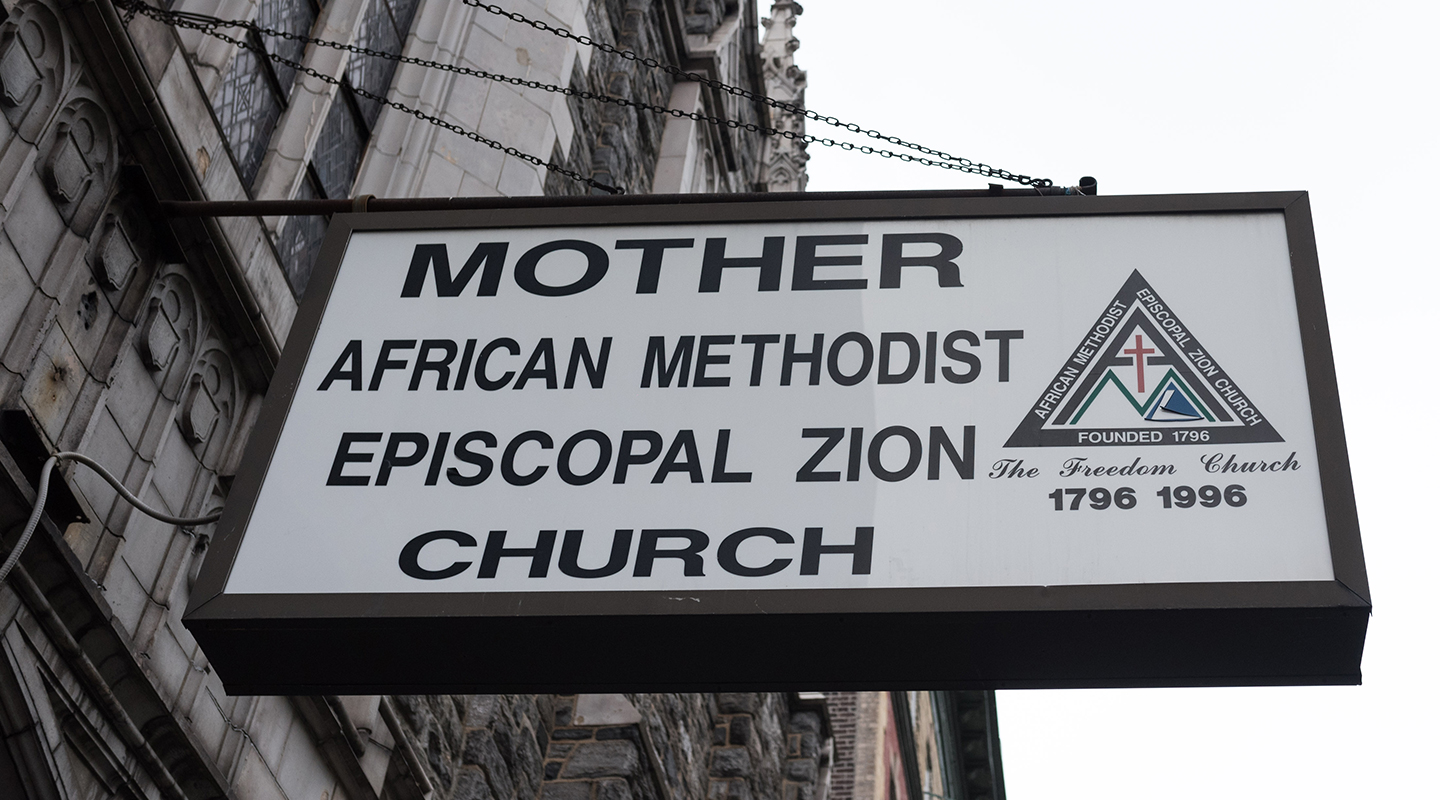 MOTHER
AFRICAN METHODIST
EPISCOPAL ZION
CHURCH
AFRICAN METHODIST
EPISCOPAL ZION CHURCH
FOUNDED 1796
The Freedom Church
1796 1996